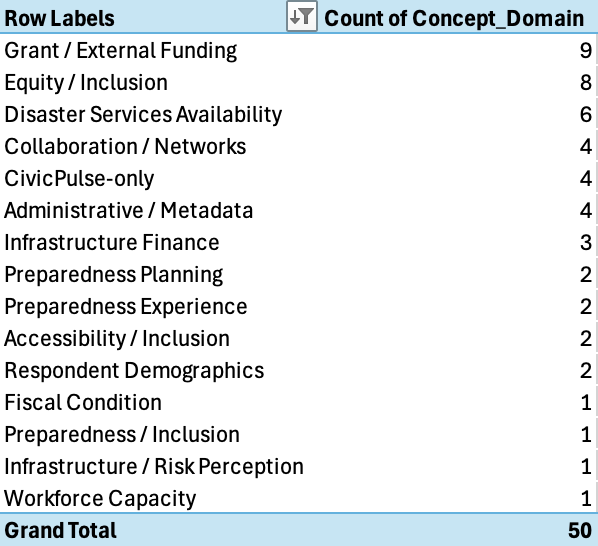 Row Labels Count of Concept_Domain
Grant / External Funding 9
Equity / Inclusion 8
Disaster Services Availability 6
Collaboration / Networks 4
CivicPulse-only 4
Administrative / Metadata 4
Infrastructure Finance 3
Preparedness Planning 2
Preparedness Experience 2
Accessibility / Inclusion 2
Respondent Demographics 2
Fiscal Condition 1
Preparedness / Inclusion 1
Infrastructure / Risk Perception 1
Workforce Capacity 1
Grand Total 50